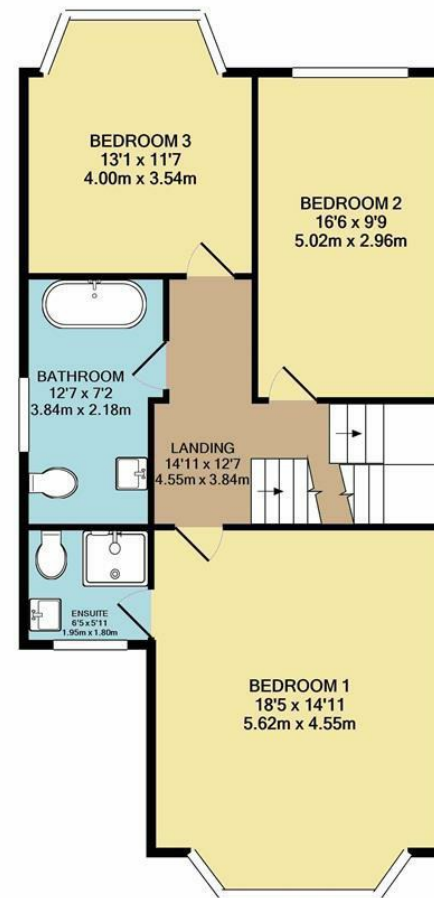 BEDROOM 3
13'1 x 11'7
4.00m x 3.54m
BEDROOM 2
16'6 x 9'9
5.02m x 2.96m
BATHROOM
12'7 x 7'2
3.84m x 2.18m
LANDING
14'11 x 12'7
4.55m x 3.84m
ENSUITE
6'5 x 5'11
1.95m x 1.80m
BEDROOM 1
18'5 x 14'11
5.62m x 4.55m